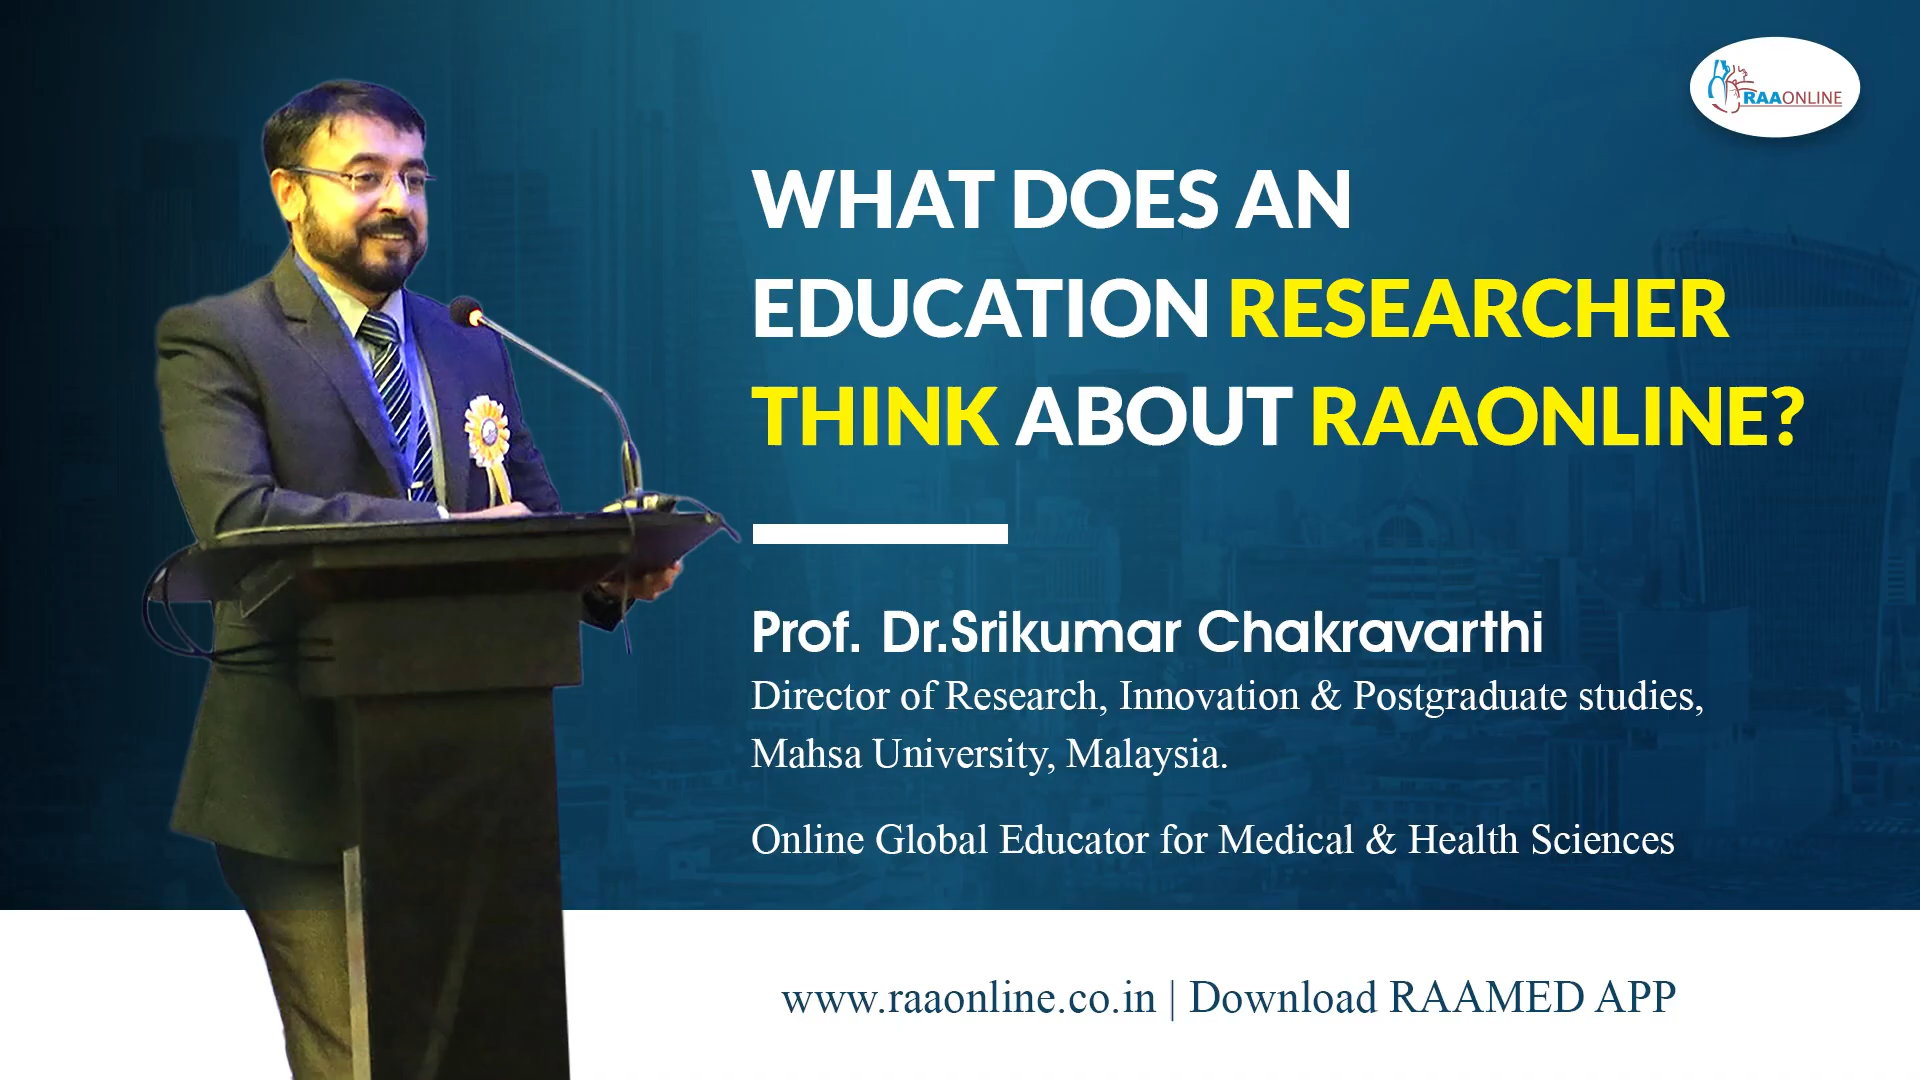 RAAONLINE
WHAT DOES AN
EDUCATION RESEARCHER
THINK ABOUT RAAONLINE?
Prof. Dr.Srikumar Chakravarthi
Director of Research, Innovation & Postgraduate studies,
Mahsa University, Malaysia.
Online Global Educator for Medical & Health Sciences
www.raaonline.co.in | Download RAAMED APP